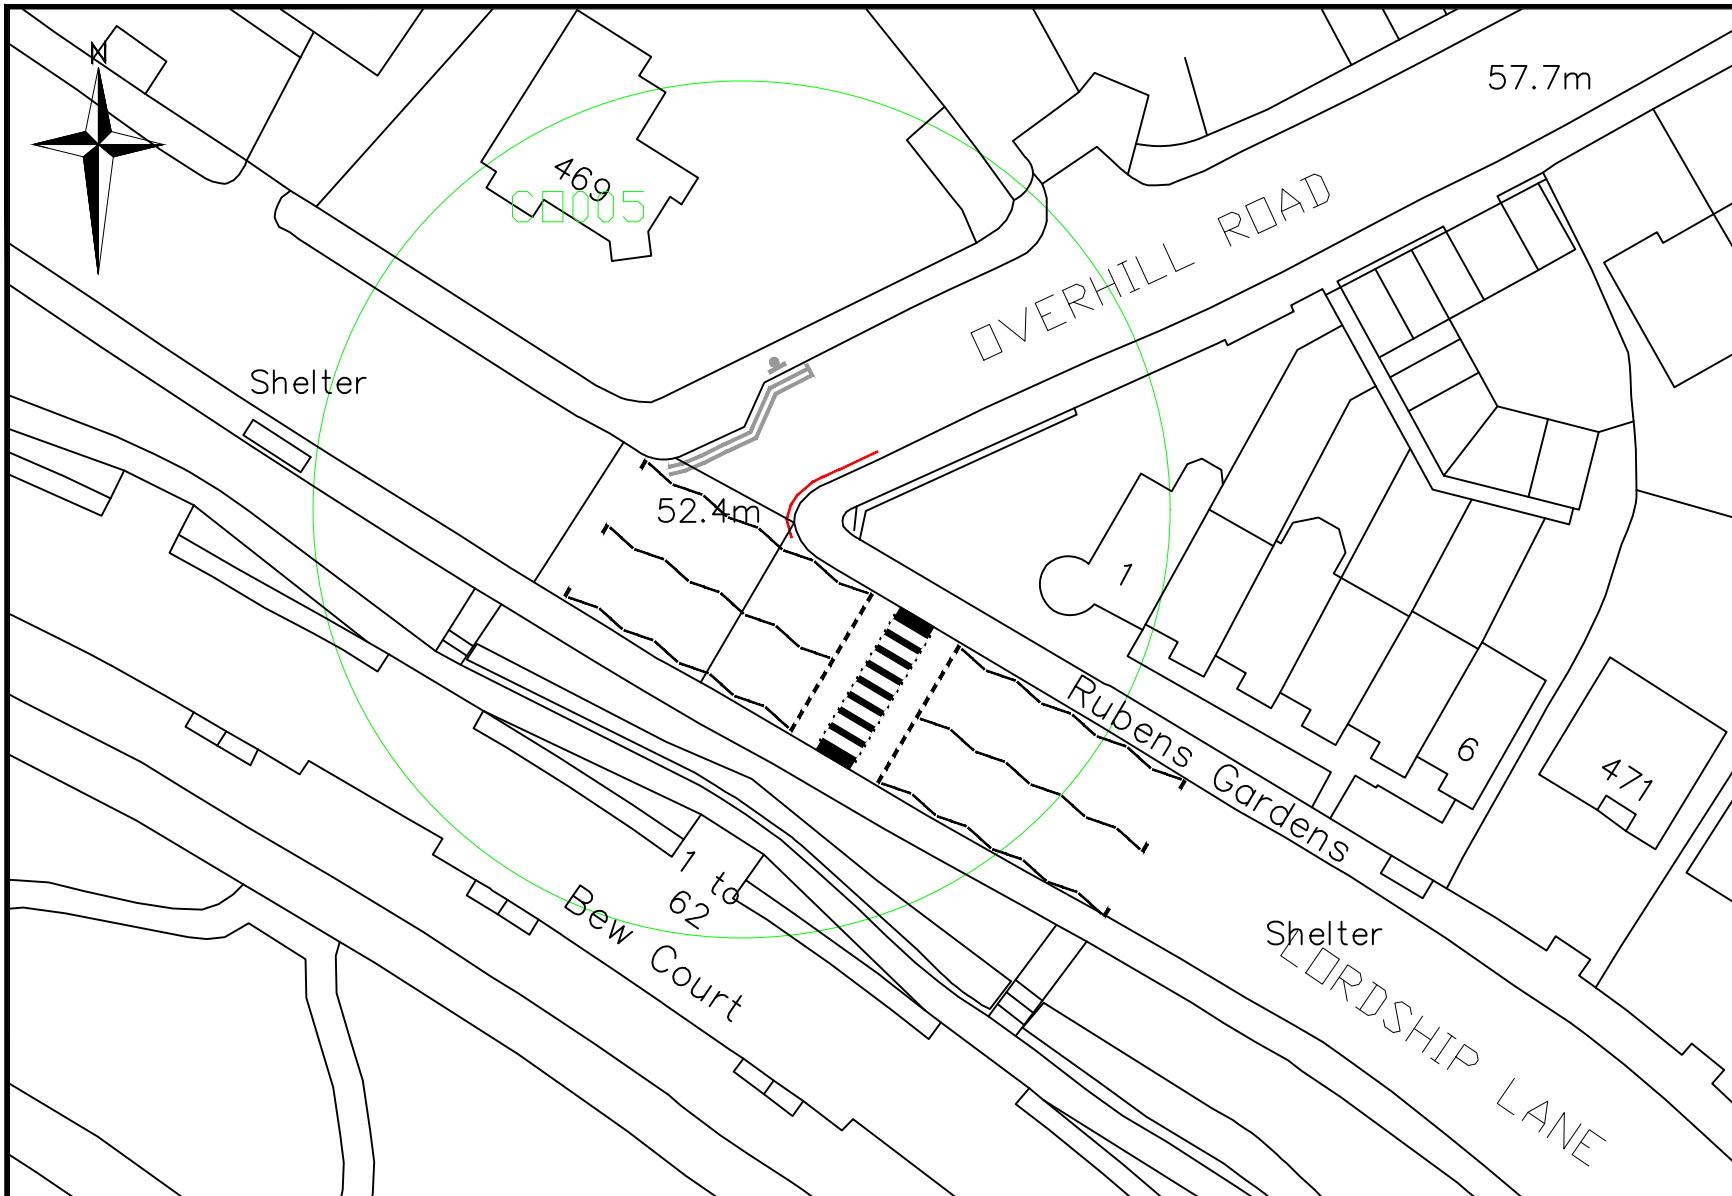 N
57.7m
469
C0005
OVERHILL ROAD
Shelter
52.4m
1
Rubens Gardens
6
471
1 to
62
Bew Court
Shelter
LORDSHIP LANE